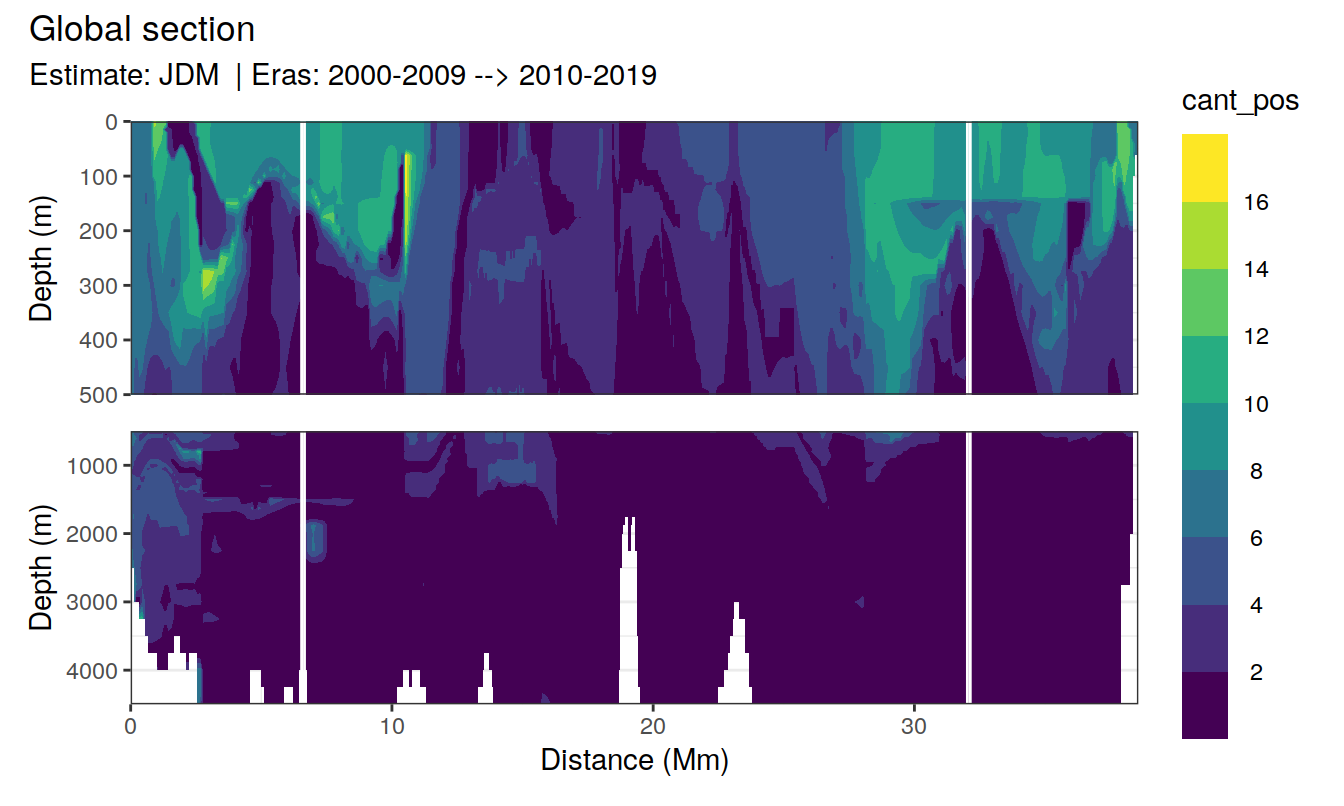 Global section
Estimate: JDM | Eras: 2000-2009 --> 2010-2019
cant_pos
0
100
200
300
400
500
Depth (m)
1000
2000
3000
4000
Depth (m)
0 10 20 30
Distance (Mm)
16
14
12
10
8
6
4
2